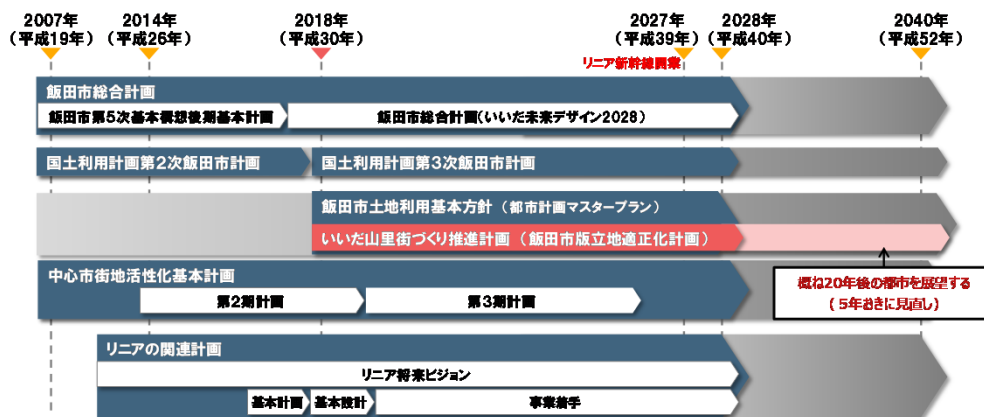 2007年
(平成19年)
2014年
(平成26年)
2018年
(平成30年)
2027年
(平成39年)
2028年
(平成40年)
2040年
(平成52年)
リニア新幹線開業
飯田市総合計画
飯田市第5次基本構想後期基本計画
飯田市総合計画(いいだ未来デザイン2028)
国土利用計画第2次飯田市計画
国土利用計画第3次飯田市計画
飯田市土地利用基本方針 (都市計画マスタープラン)
いいだ山里街づくり推進計画 (飯田市版立地適正化計画)
中心市街地活性化基本計画
概ね20年後の都市を展望する
(5年おきに見直し)
第2期計画
第3期計画
リニアの関連計画
リニア将来ビジョン
基本計画
基本設計
事業着手